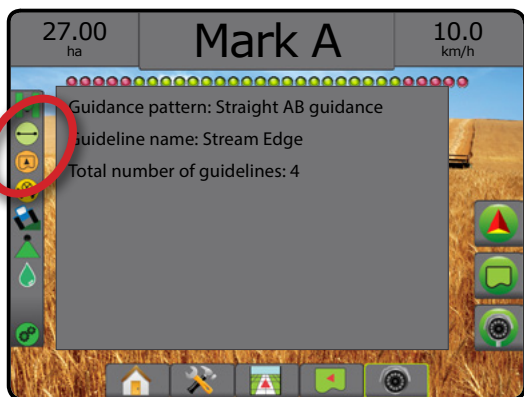 27.00
ha
Mark A
10.0
km/h
Guidance pattern: Straight AB guidance
Guideline name: Stream Edge
Total number of guidelines: 4